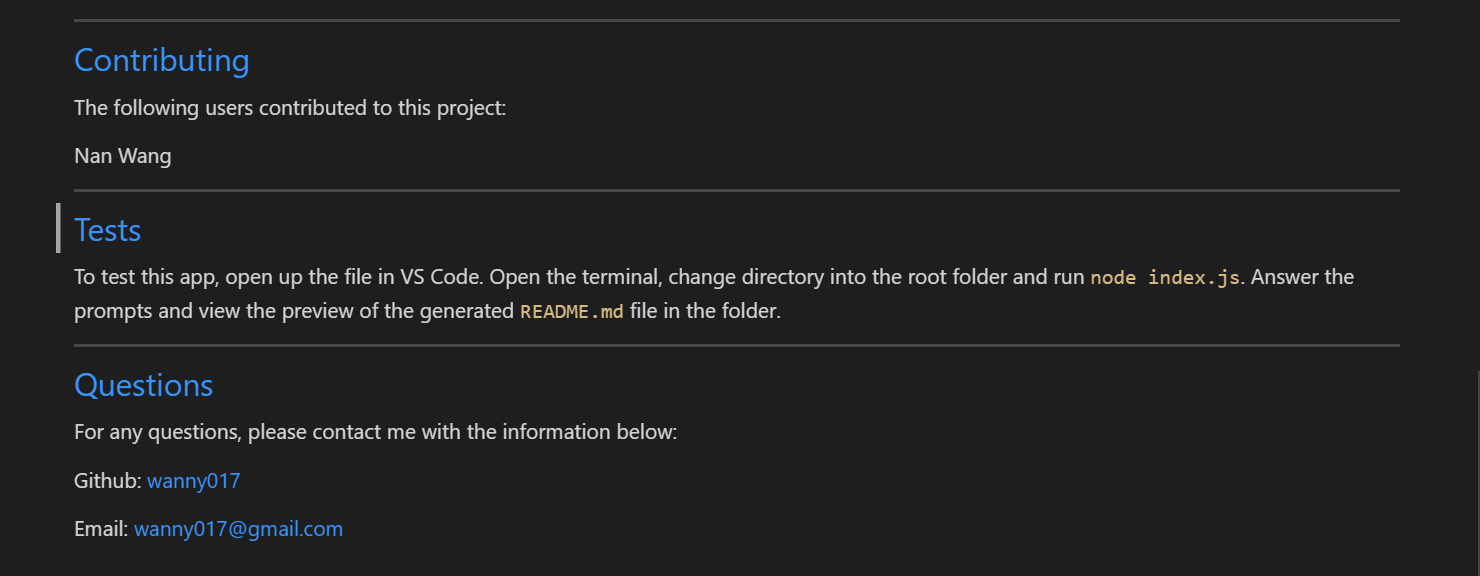 Contributing
The following users contributed to this project:
Nan Wang
Tests
To test this app, open up the file in VS Code. Open the terminal, change directory into the root folder and run node index.js. Answer the
prompts and view the preview of the generated README.md file in the folder.
Questions
For any questions, please contact me with the information below:
Github: wanny017
Email: wanny017@gmail.com